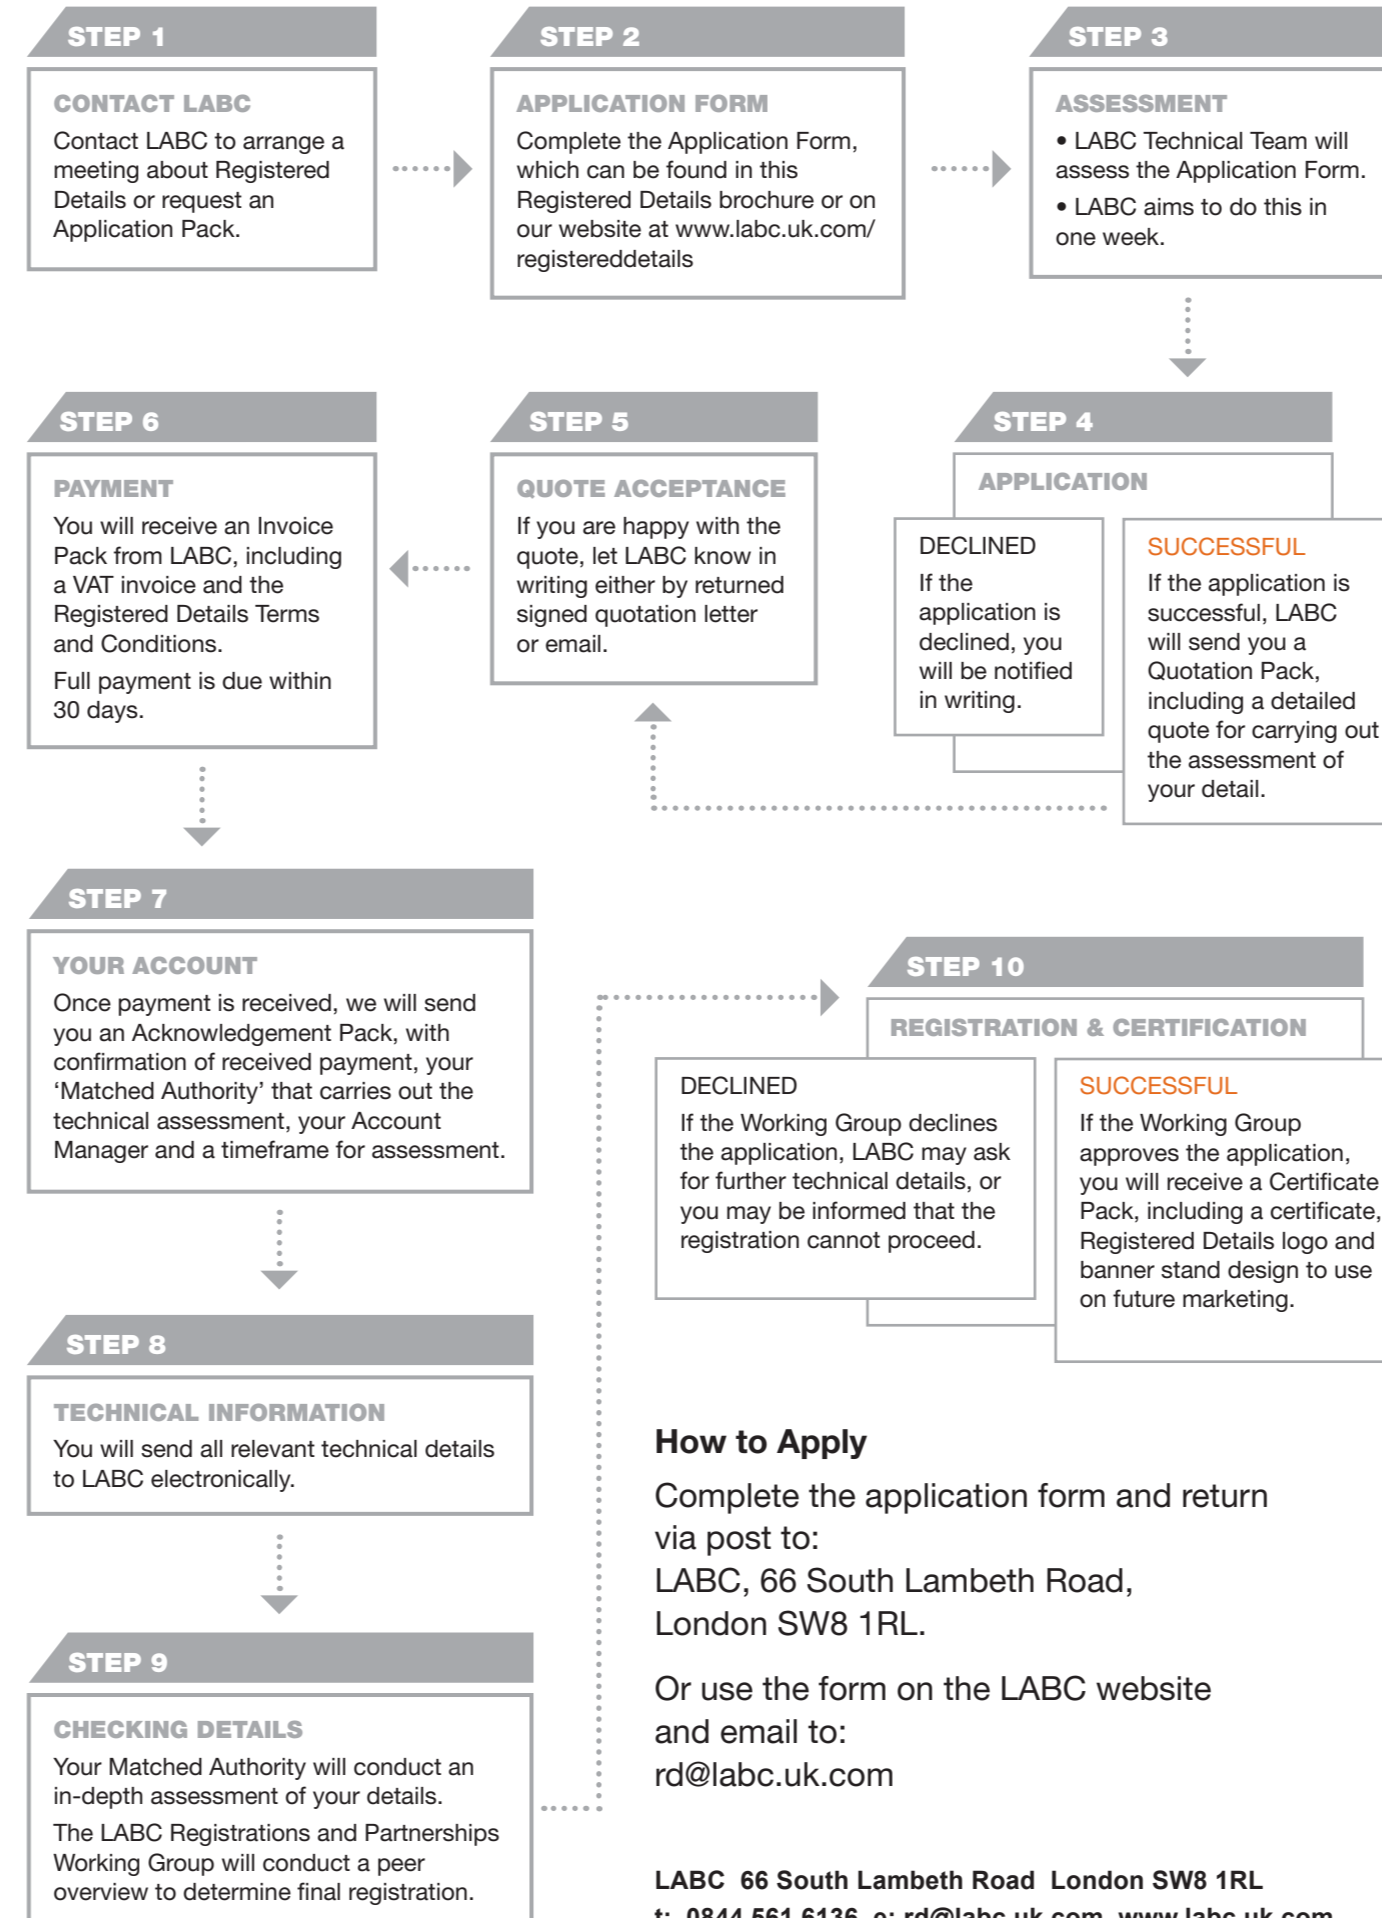 STEP 1
CONTACT LABC
Contact LABC to arrange a
meeting about Registered
Details or request an
Application Pack.
STEP 2
APPLICATION FORM
Complete the Application Form,
which can be found in this
Registered Details brochure or on
our website at www.labc.uk.com/
registereddetails
STEP 3
ASSESSMENT
• LABC Technical Team will
assess the Application Form.
• LABC aims to do this in
one week.
STEP 4
APPLICATION
DECLINED
If the
application is
declined, you
will be notified
in writing.
SUCCESSFUL
If the application is
successful, LABC
will send you a
Quotation Pack,
including a detailed
quote for carrying out
the assessment of
your detail.
STEP 5
QUOTE ACCEPTANCE
If you are happy with the
quote, let LABC know in
writing either by returned
signed quotation letter
or email.
STEP 6
PAYMENT
You will receive an Invoice
Pack from LABC, including
a VAT invoice and the
Registered Details Terms
and Conditions.
Full payment is due within
30 days.
STEP 7
YOUR ACCOUNT
Once payment is received, we will send
you an Acknowledgement Pack, with
confirmation of received payment, your
‘Matched Authority’ that carries out the
technical assessment, your Account
Manager and a timeframe for assessment.
STEP 8
TECHNICAL INFORMATION
You will send all relevant technical details
to LABC electronically.
STEP 9
CHECKING DETAILS
Your Matched Authority will conduct an
in-depth assessment of your details.
The LABC Registrations and Partnerships
Working Group will conduct a peer
overview to determine final registration.
STEP 10
REGISTRATION & CERTIFICATION
DECLINED
If the Working Group declines
the application, LABC may ask
for further technical details, or
you may be informed that the
registration cannot proceed.
SUCCESSFUL
If the Working Group
approves the application,
you will receive a Certificate
Pack, including a certificate,
Registered Details logo and
banner stand design to use
on future marketing.
How to Apply
Complete the application form and return
via post to:
LABC, 66 South Lambeth Road,
London SW8 1RL.
Or use the form on the LABC website
and email to:
rd@labc.uk.com
LABC 66 South Lambeth Road London SW8 1RL
t: 0844 561 6136 e: rd@labc.uk.com www.labc.uk.com